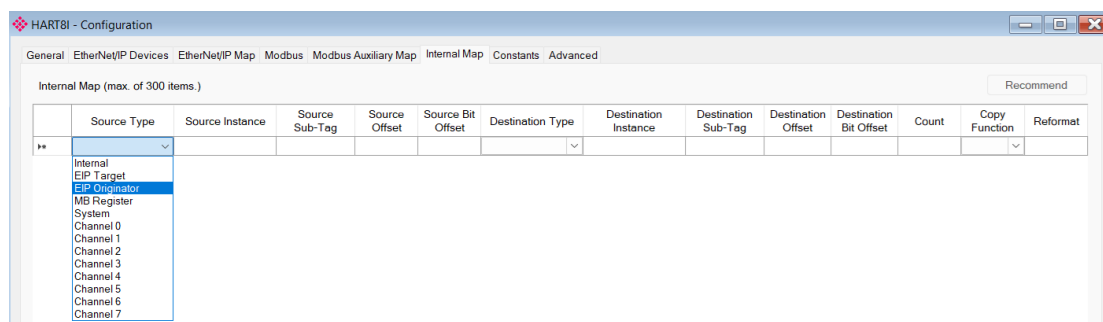 HART8I - Configuration
General EtherNet/IP Devices EtherNet/IP Map Modbus Modbus Auxiliary Map Internal Map Constants Advanced
Internal Map (max. of 300 items.)
Recommend
Source Type Source Instance Source Sub-Tag Source Offset Source Bit Offset Destination Type Destination Instance Destination Sub-Tag Destination Offset Destination Bit Offset Count Copy Function Reformat
Internal
EIP Target
EIP Originator
MB Register
System
Channel 0
Channel 1
Channel 2
Channel 3
Channel 4
Channel 5
Channel 6
Channel 7